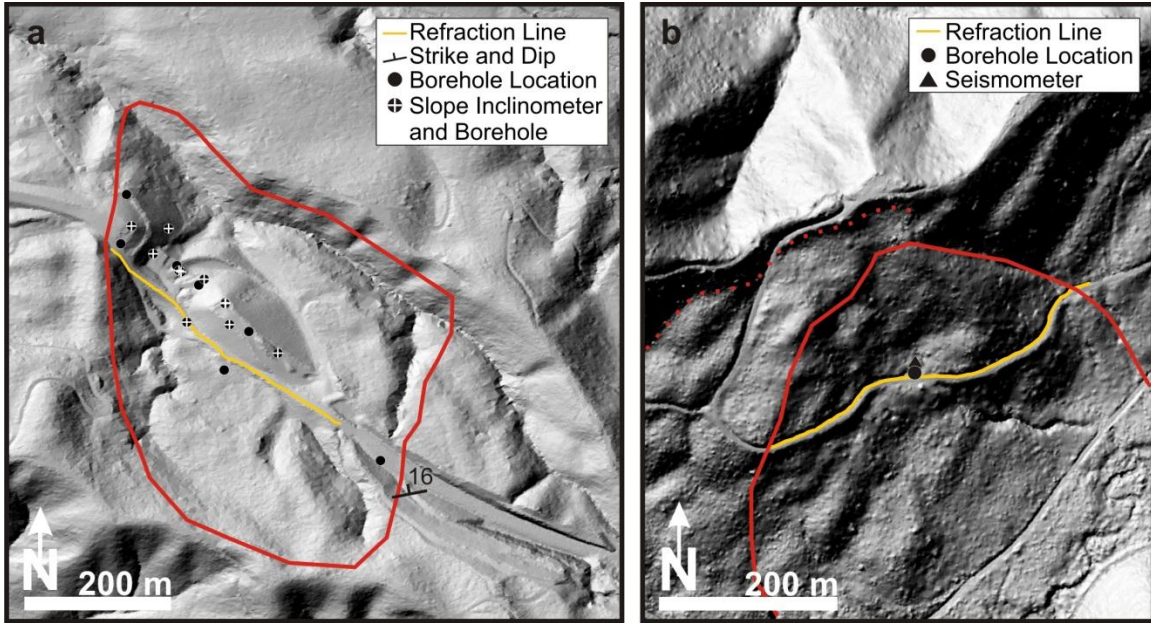 a
Refraction Line
Strike and Dip
Borehole Location
Slope Inclinometer
and Borehole
16
N
200 m
b
Refraction Line
Borehole Location
Seismometer
N
200 m